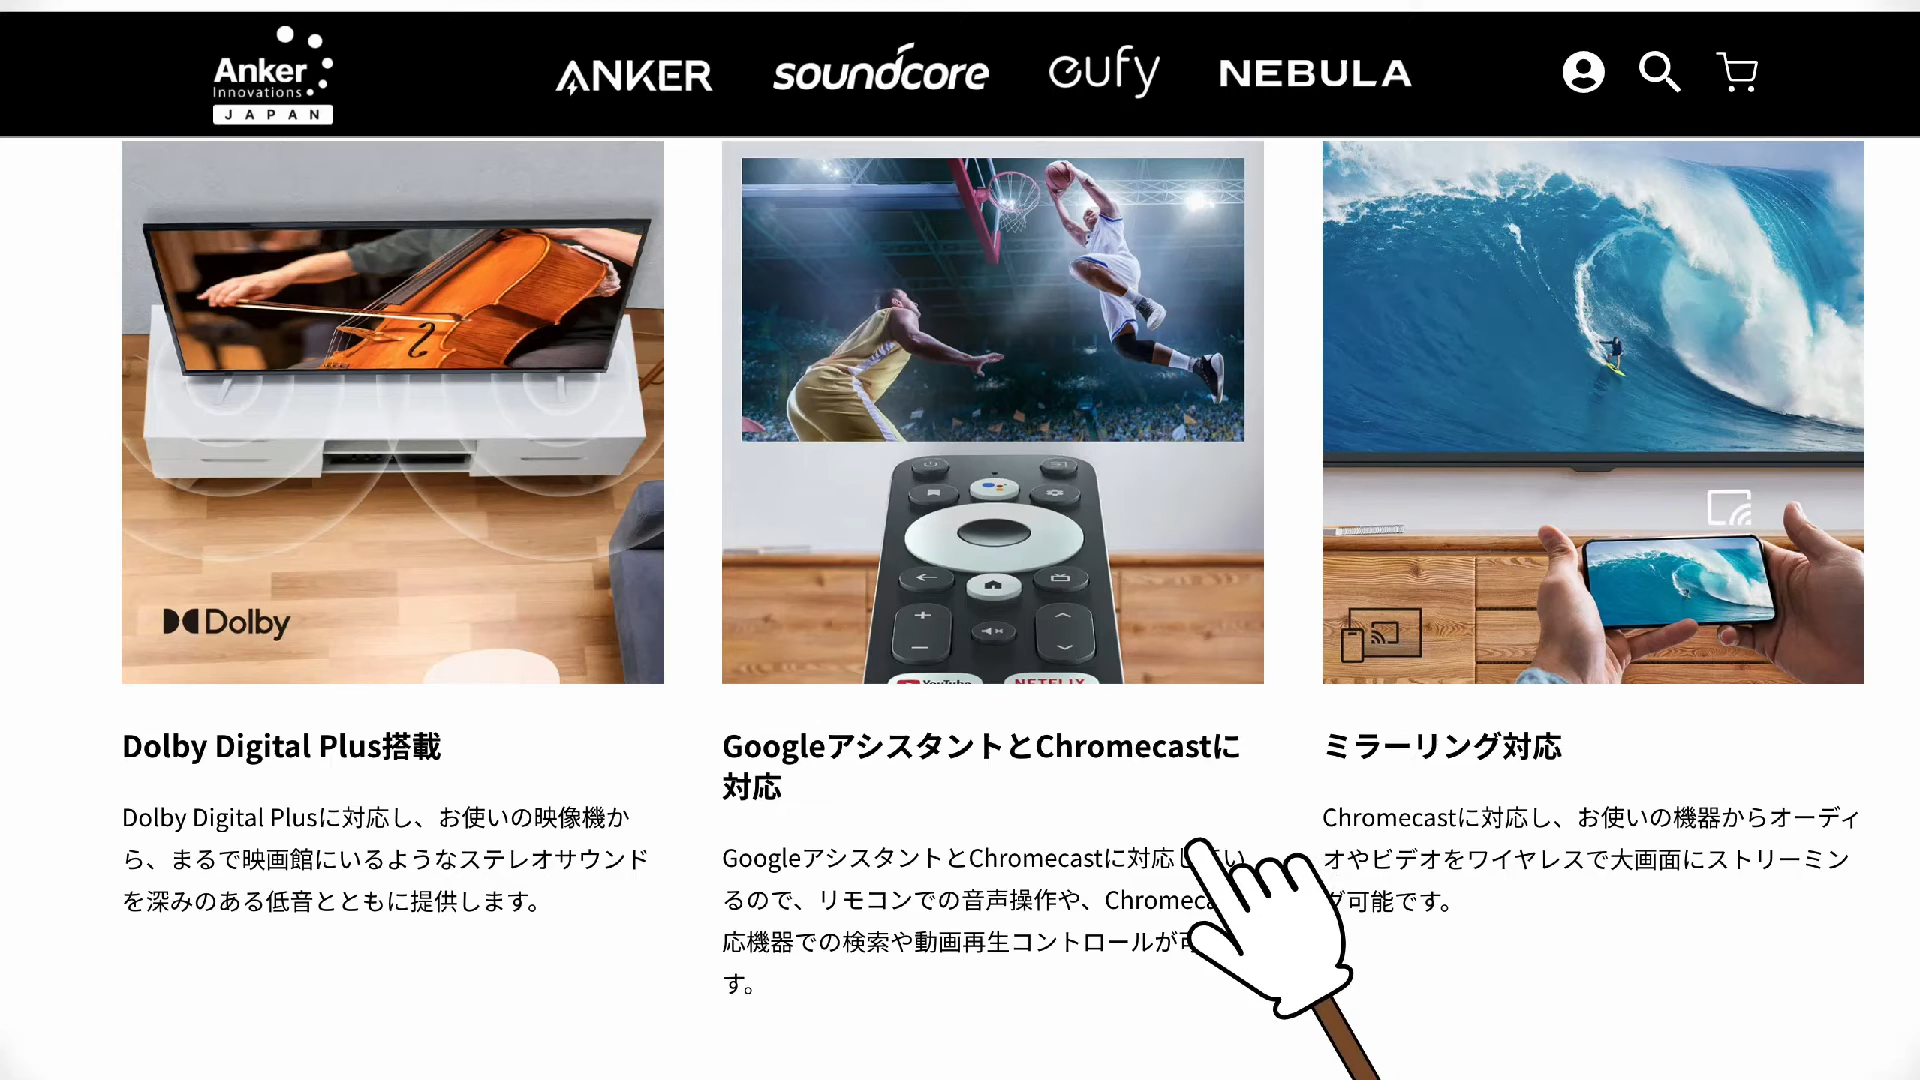 Anker
Innovations
JAPAN
ANKER
soundcore
eufy
NEBULA
Dolby
YouTube
NETFLIX
Dolby Digital Plus搭載
Dolby Digital Plusに対応し、お使いの映像機か
ら、まるで映画館にいるようなステレオサウンド
を深みのある低音とともに提供します。
GoogleアシスタントとChromecastに
対応
GoogleアシスタントとChromecastに対応してい
るので、リモコンでの音声操作や、Chromeca
応機器での検索や動画再生コントロールが可
す。
ミラーリング対応
Chromecastに対応し、お使いの機器からオーディ
オやビデオをワイヤレスで大画面にストリーミン
グ可能です。